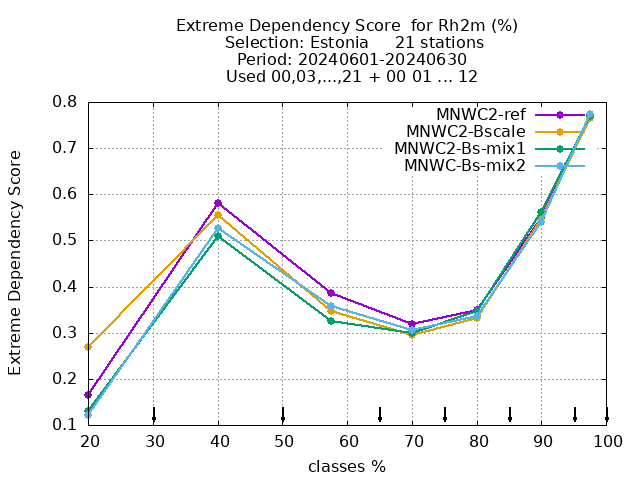 Extreme Dependency Score  for Rh2m (%)
Selection: Estonia     21 stations
Period: 20240601-20240630
Used 00,03,...,21 + 00 01 ... 12
MNWC2-ref
MNWC2-Bscale
MNWC2-Bs-mix1
MNWC-Bs-mix2
Extreme Dependency Score
0.8
0.7
0.6
0.5
0.4
0.3
0.2
0.1
20 30 40 50 60 70 80 90 100
classes %